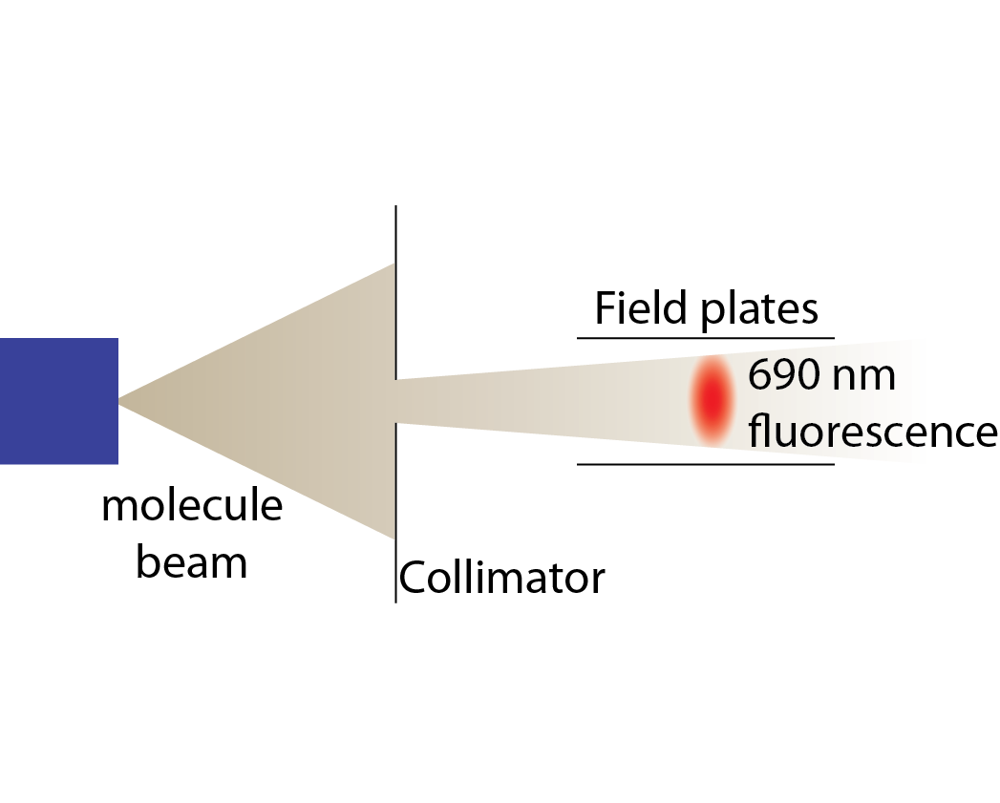 Field plates
690 nm
fluorescence
molecule
beam
Collimator